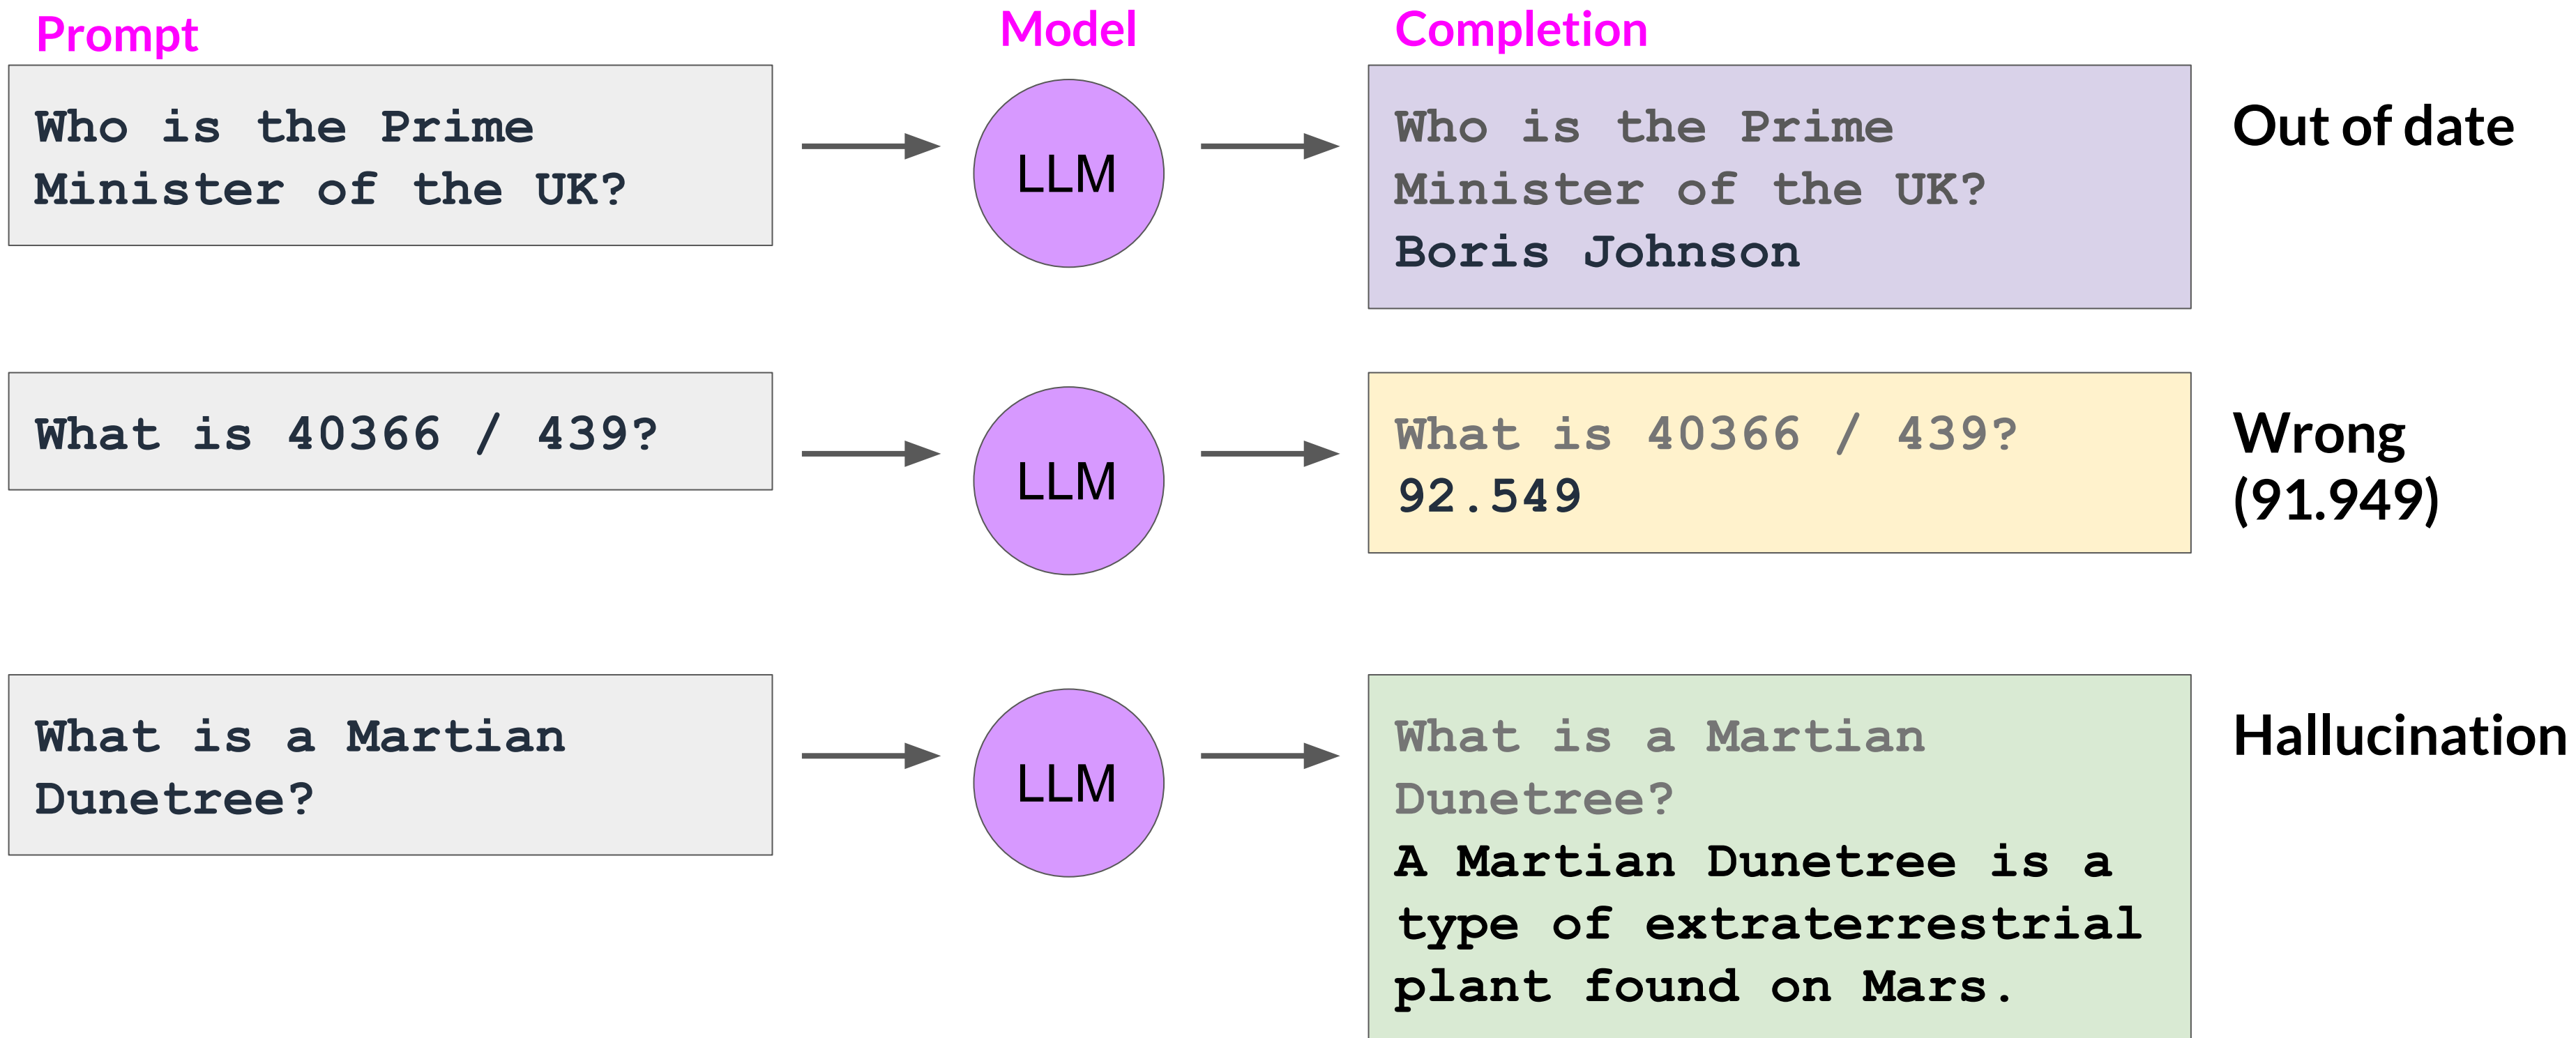 Prompt
Model
Completion
Who is the Prime
Minister of the UK?
LLM
Who is the Prime
Minister of the UK?
Boris Johnson
Out of date
What is 40366 / 439?
LLM
What is 40366 / 439?
92.549
Wrong
(91.949)
What is a Martian
Dunetree?
LLM
What is a Martian
Dunetree?
A Martian Dunetree is a
type of extraterrestrial
plant found on Mars.
Hallucination